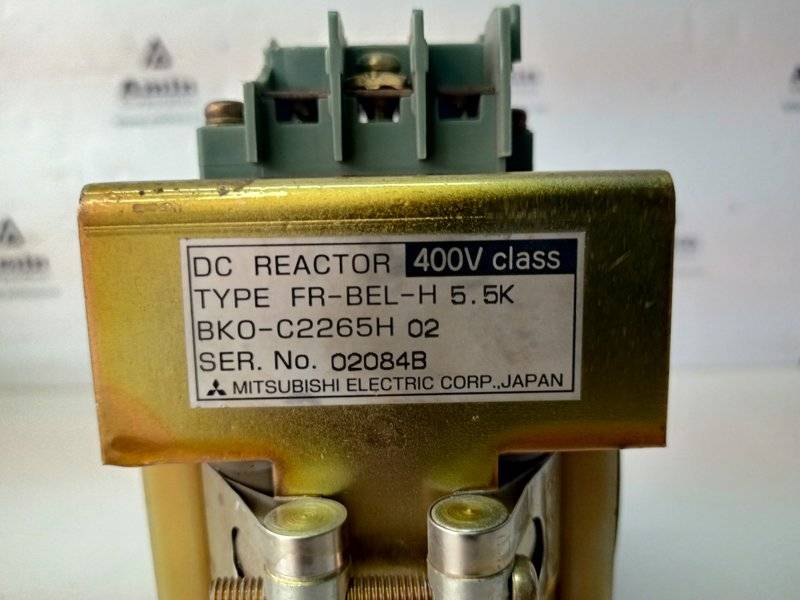 DC REACTOR 400V class
TYPE FR-BEL-H 5.5K
BKO-C2265H 02
SER. No. 02084B
MITSUBISHI ELECTRIC CORP.,JAPAN